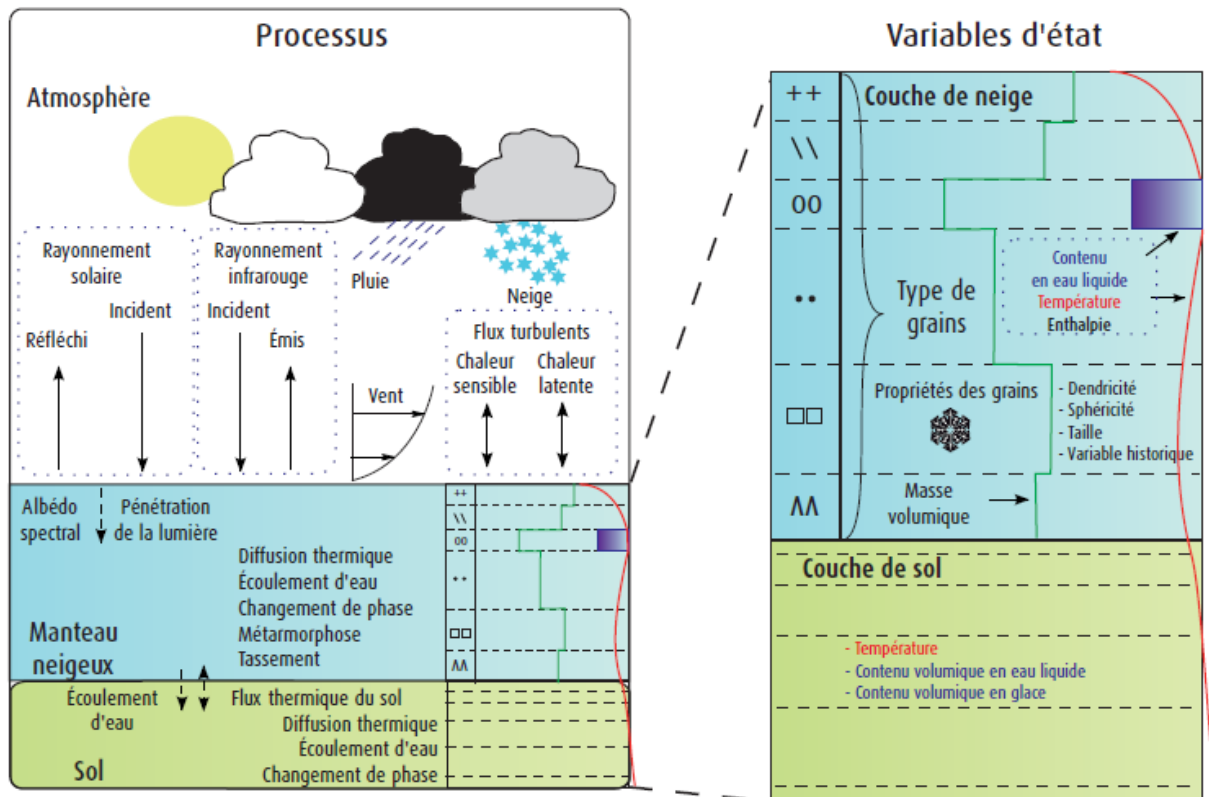 Processus
Atmosphère
Rayonnement
solaire
Incident
Réfléchi
Rayonnement
infrarouge
Incident
Émis
Pluie
Neige
Vent
Flux turbulents
Chaleur
sensible
Chaleur
latente
Albédo
spectral
Pénétration
de la lumière
Diffusion thermique
Écoulement d'eau
Changement de phase
Métarmorphose
Tassement
Manteau
neigeux
++
\\
oo
••
□□
ΛΛ
Écoulement
d'eau
Flux thermique du sol
Diffusion thermique
Écoulement d'eau
Changement de phase
Sol
Variables d'état
++
\\
oo
••
□□
ΛΛ
Couche de neige
Type de
grains
Contenu
en eau liquide
Température
Enthalpie
Propriétés des grains
- Dendricité
- Sphéricité
- Taille
- Variable historique
Masse
volumique
Couche de sol
- Température
- Contenu volumique en eau liquide
- Contenu volumique en glace